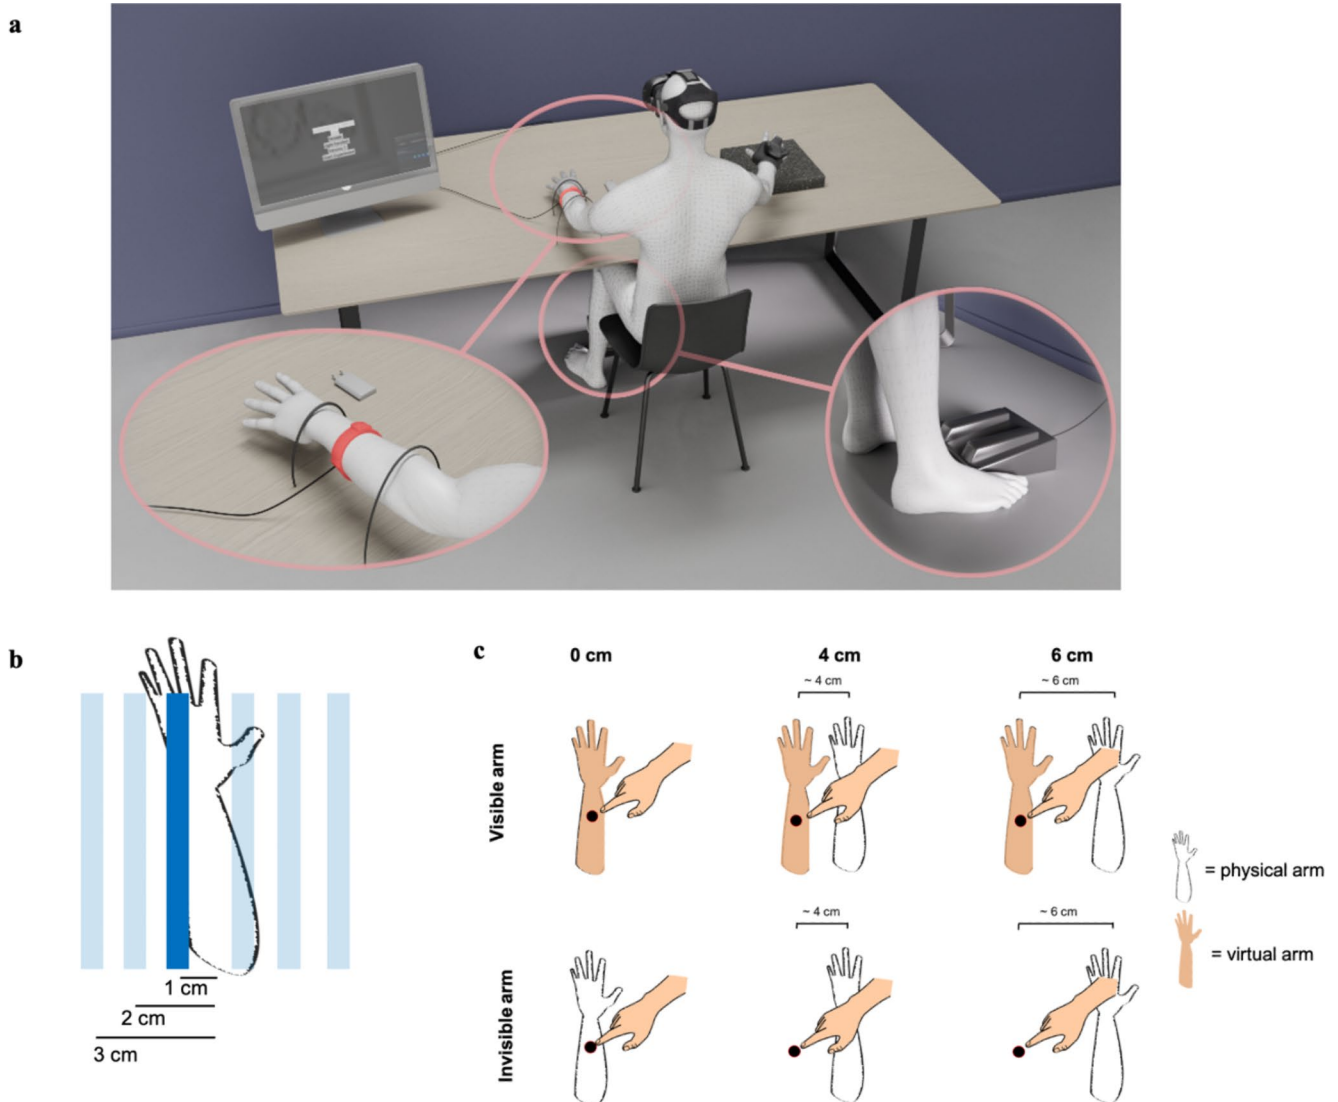 a
b
1 cm
2 cm
3 cm
c
0 cm
4 cm
6 cm
~ 4 cm
~ 6 cm
Visible arm
~ 4 cm
~ 6 cm
Invisible arm
= physical arm
= virtual arm